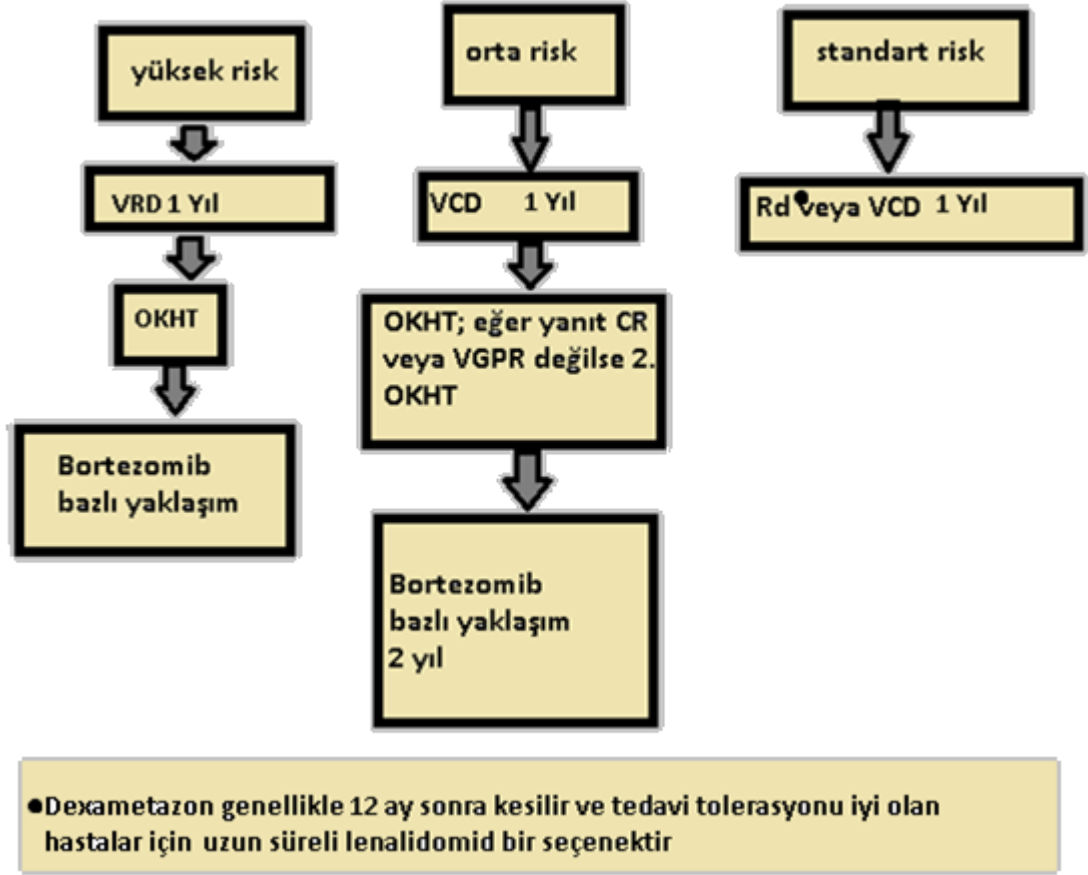 yüksek risk
VRD 1 Yıl
OKHT
Bortezomib
bazlı yaklaşım
orta risk
VCD 1 Yıl
OKHT; eğer yanıt CR
veya VGPR değilse 2.
OKHT
Bortezomib
bazlı yaklaşım
2 yıl
standart risk
Rd •veya VCD 1 Yıl
•Dexametazon genellikle 12 ay sonra kesilir ve tedavi tolerasyonu iyi olan
hastalar için uzun süreli lenalidomid bir seçenektir